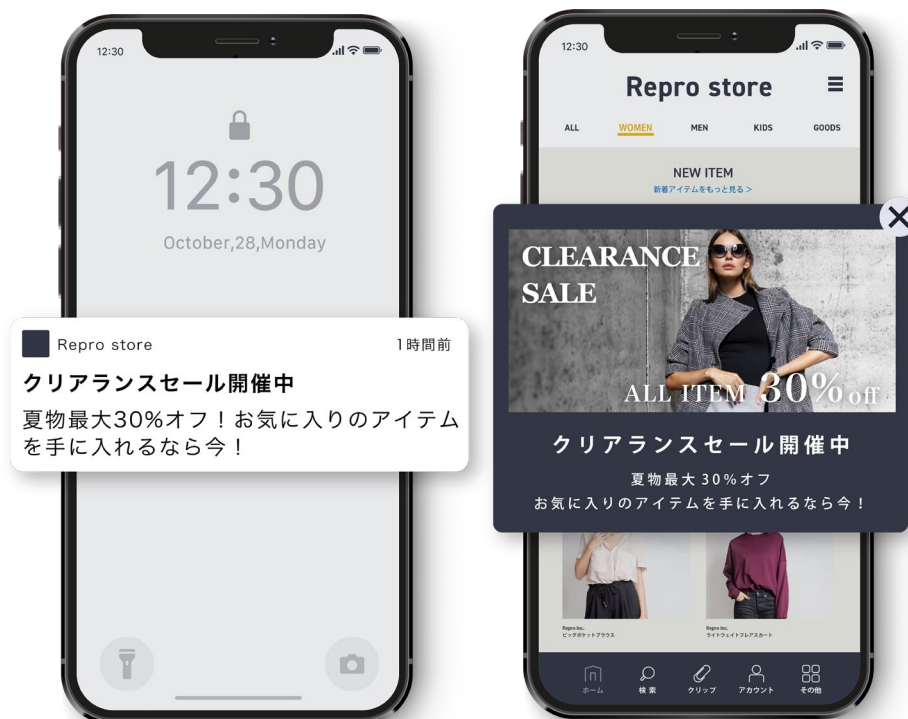 12:30
12:30
October,28,Monday
Repro store
1時間前
クリアランスセール開催中
夏物最大30%オフ！お気に入りのアイテム
を手に入れるなら今！
12:30
Repro store
ALL
WOMEN
MEN
KIDS
GOODS
NEW ITEM
新着アイテムをもっと見る >
CLEARANCE
SALE
ALL ITEM 30% off
クリアランスセール開催中
夏物最大30%オフ
お気に入りのアイテムを手に入れるなら今！
Repro inc.
ビッグポケットブラウス
Repro inc.
ライトウェイトフレアスカート
ホーム
検索
クリップ
アカウント
その他